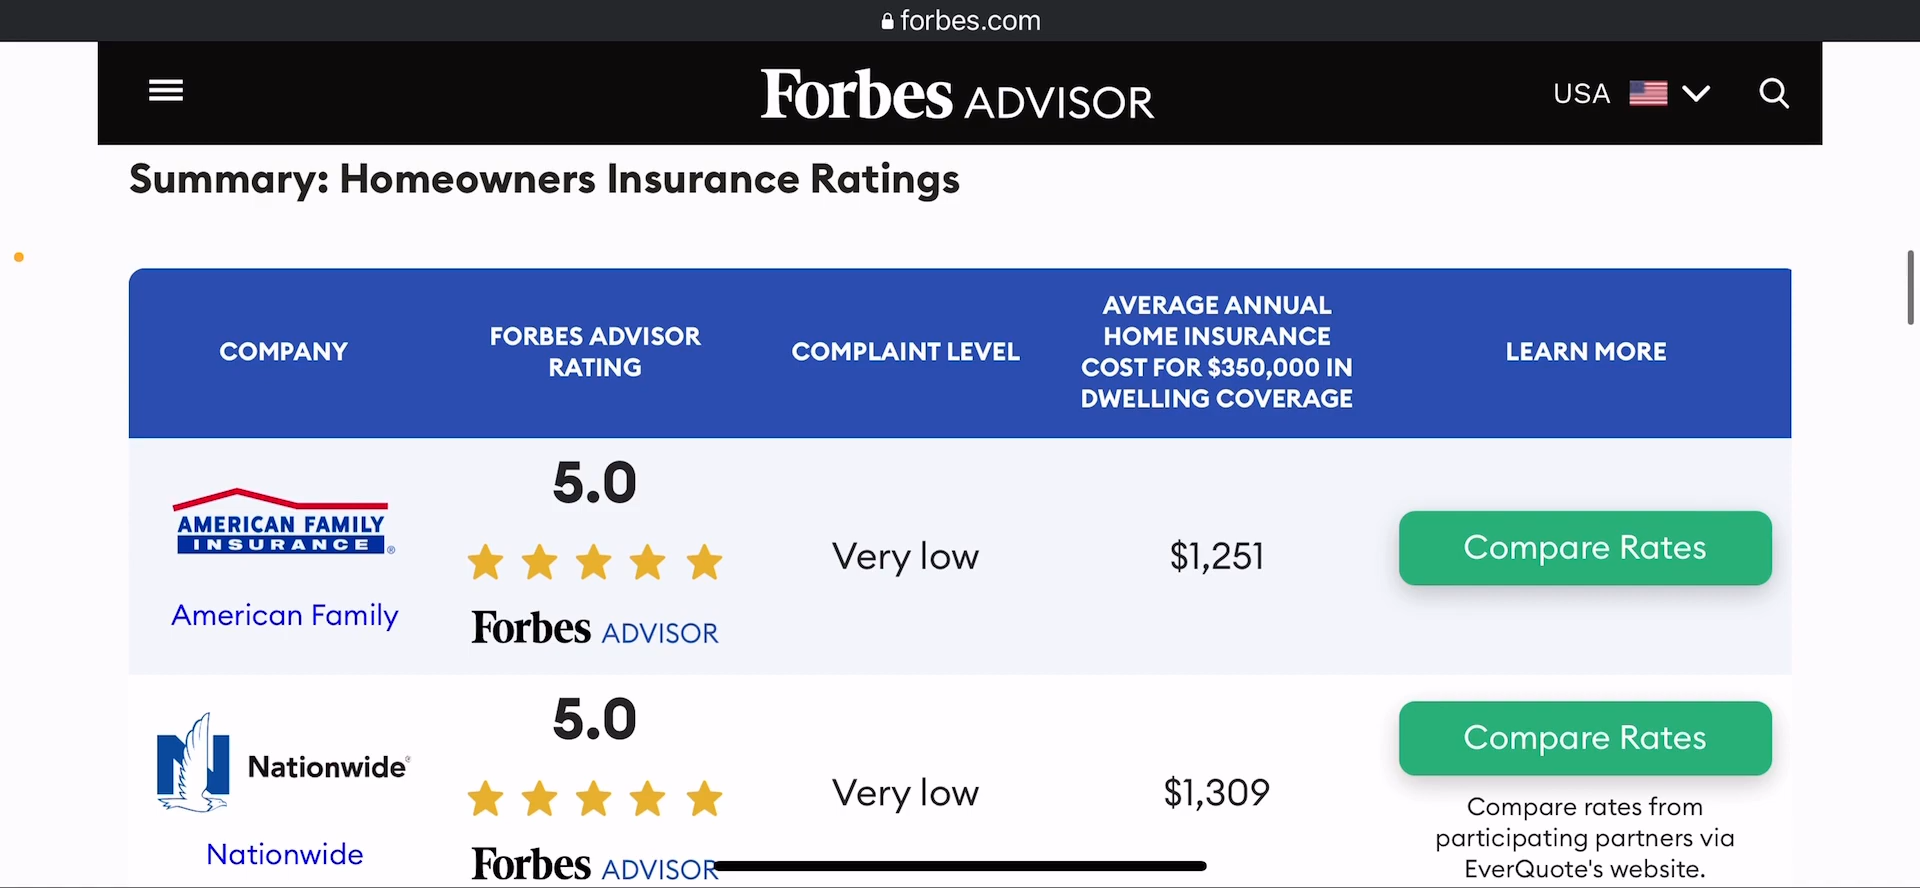 forbes.com
Forbes ADVISOR
USA
Summary: Homeowners Insurance Ratings
COMPANY
FORBES ADVISOR
RATING
COMPLAINT LEVEL
AVERAGE ANNUAL
HOME INSURANCE
COST FOR $350,000 IN
DWELLING COVERAGE
LEARN MORE
AMERICAN FAMILY
INSURANCE®
American Family
5.0
Forbes ADVISOR
Very low
$1,251
Compare Rates
Nationwide®
Nationwide
5.0
Forbes ADVISOR
Very low
$1,309
Compare Rates
Compare rates from
participating partners via
EverQuote's website.